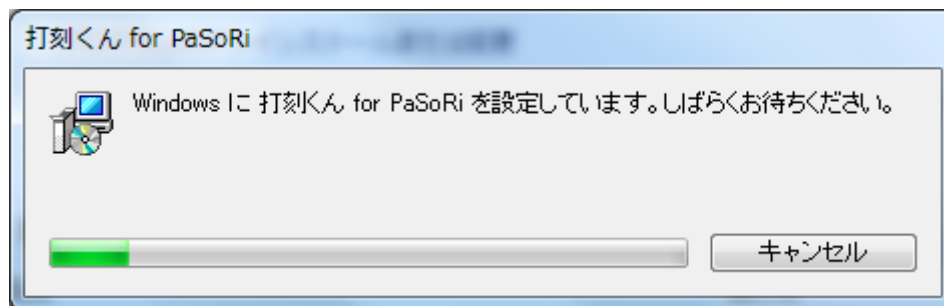 打刻くん for PaSoRi
Windows に 打刻くん for PaSoRi を設定しています。しばらくお待ちください。
キャンセル